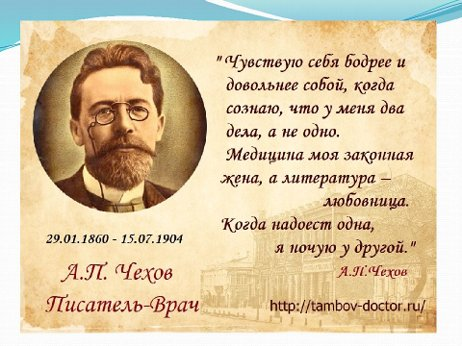 "Чувствую себя бодрее и
довольнее собой, когда
сознаю, что у меня два
дела, а не одно.
Медицина моя законная
жена, а литература –
любовница.
Когда надоест одна,
я ночую у другой."
А.П.Чехов
29.01.1860 - 15.07.1904
А.П. Чехов
Писатель-Врач
http://tambov-doctor.ru/